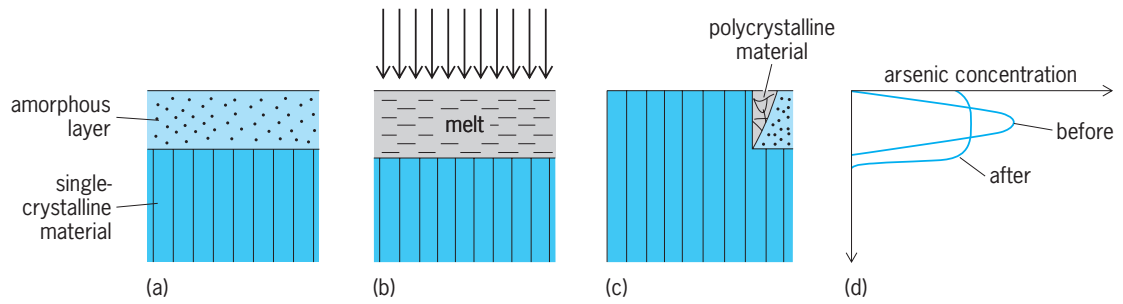 amorphous
layer
single-
crystalline
material
(a)
melt
(b)
polycrystalline
material
(c)
arsenic concentration
before
after
(d)